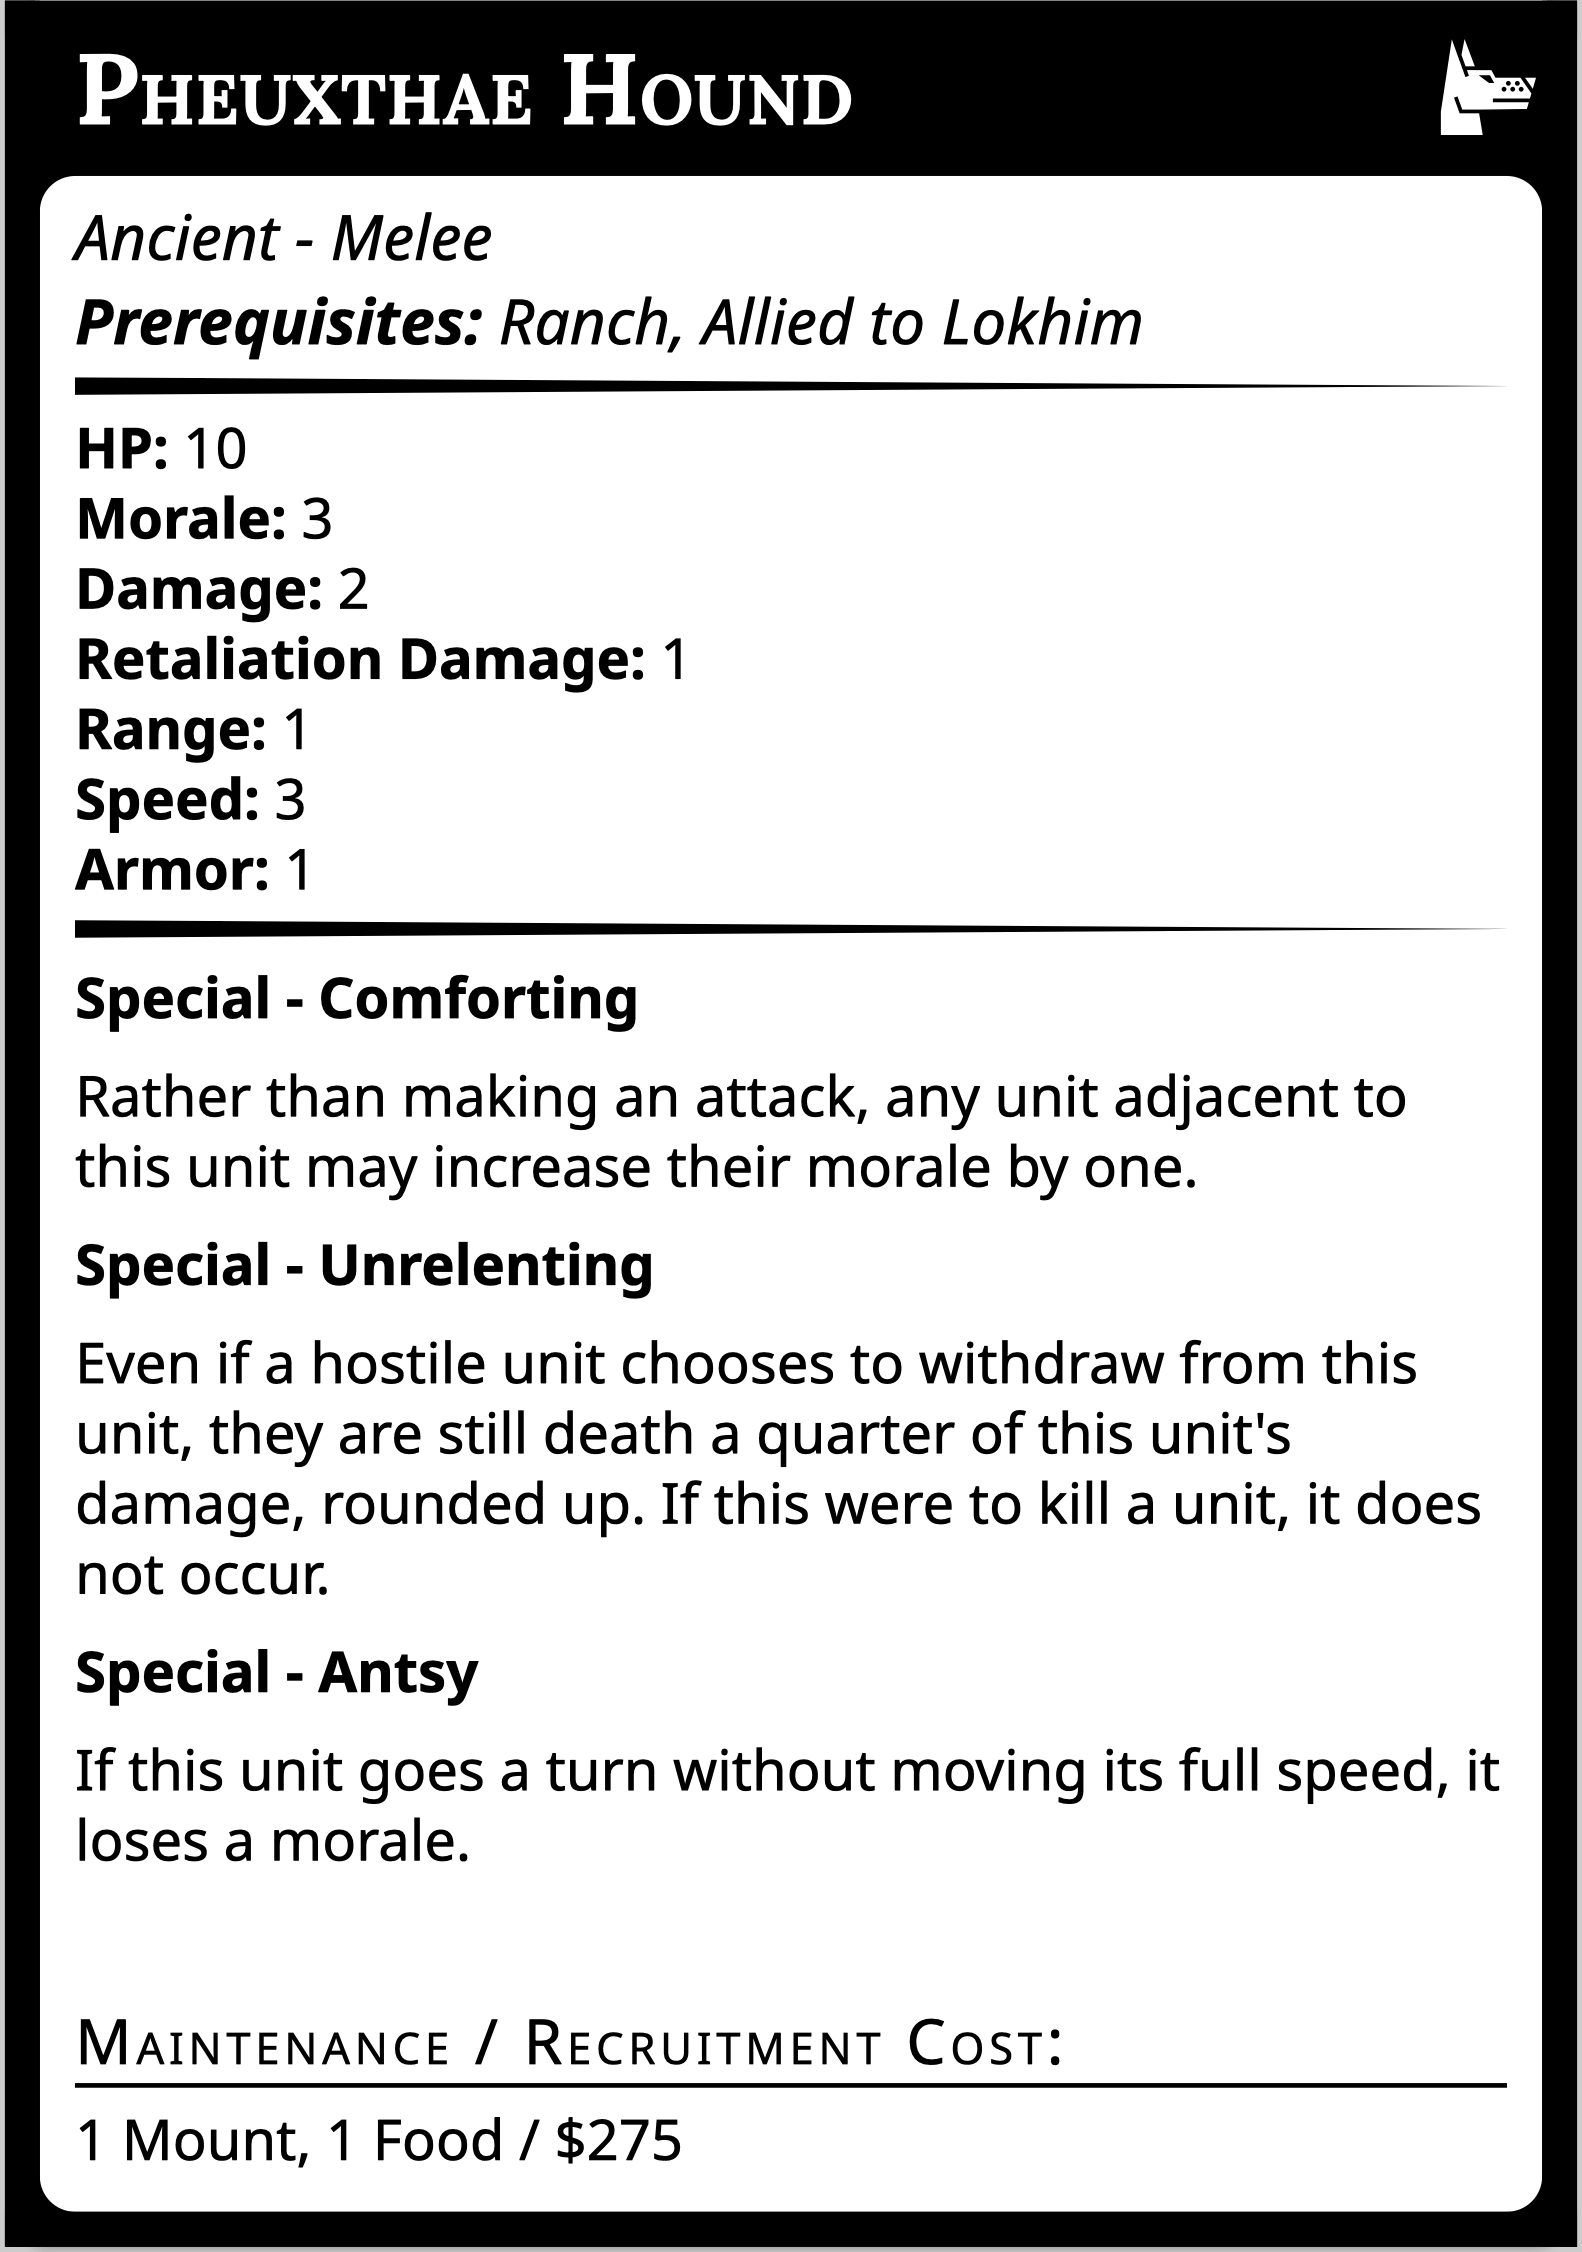 Pheuxthae Hound
Ancient - Melee
Prerequisites: Ranch, Allied to Lokhim
HP: 10
Morale: 3
Damage: 2
Retaliation Damage: 1
Range: 1
Speed: 3
Armor: 1
Special - Comforting
Rather than making an attack, any unit adjacent to
this unit may increase their morale by one.
Special - Unrelenting
Even if a hostile unit chooses to withdraw from this
unit, they are still death a quarter of this unit's
damage, rounded up. If this were to kill a unit, it does
not occur.
Special - Antsy
If this unit goes a turn without moving its full speed, it
loses a morale.
Maintenance / Recruitment Cost:
1 Mount, 1 Food / $275